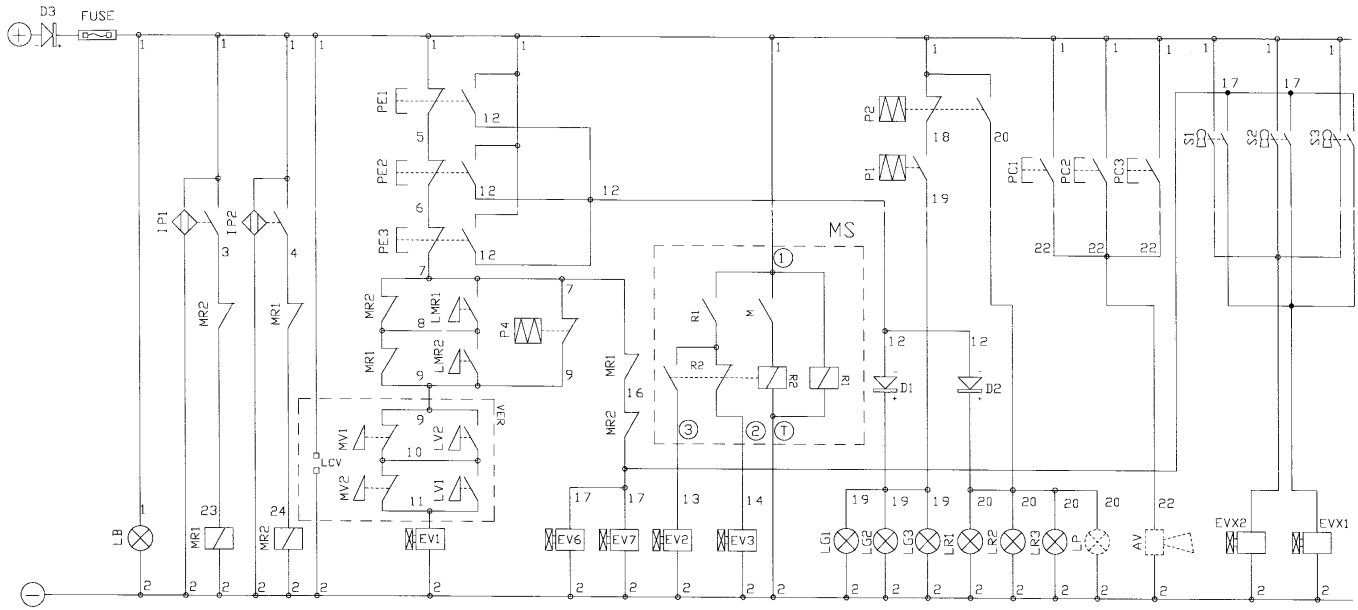 D3 FUSE
1 1 1 1 1 1 1 1 1 1 1 1 1 1
17 17
PE1 12 P2 S1 S2 S3
5 18 20
PE2 12 12 P1 PC1 PC2 PC3
6 19
IP1 IP2 PE3 12 MS
3 4 22 22 22
7 7 1
MR2 MR1 MR2 LMR1 P4 R1 M
8 12 12
MR1 LMR2 MR1 R2 R2 R1 D1 D2
9 9 16
9 VER MR2 3 2 T
MV1 LV2
10
LCV MV2 LV1
11 17 17 13 14 19 19 19 20 20 20 20 22
1 23 24
LB MR1 MR2 EV1 EV6 EV7 EV2 EV3 LG1 LG2 LG3 LR1 LR2 LR3 LP AV EVX2 EVX1
2 2 2 2 2 2 2 2 2 2 2 2 2 2 2 2 2 2 2 2 2 2 2